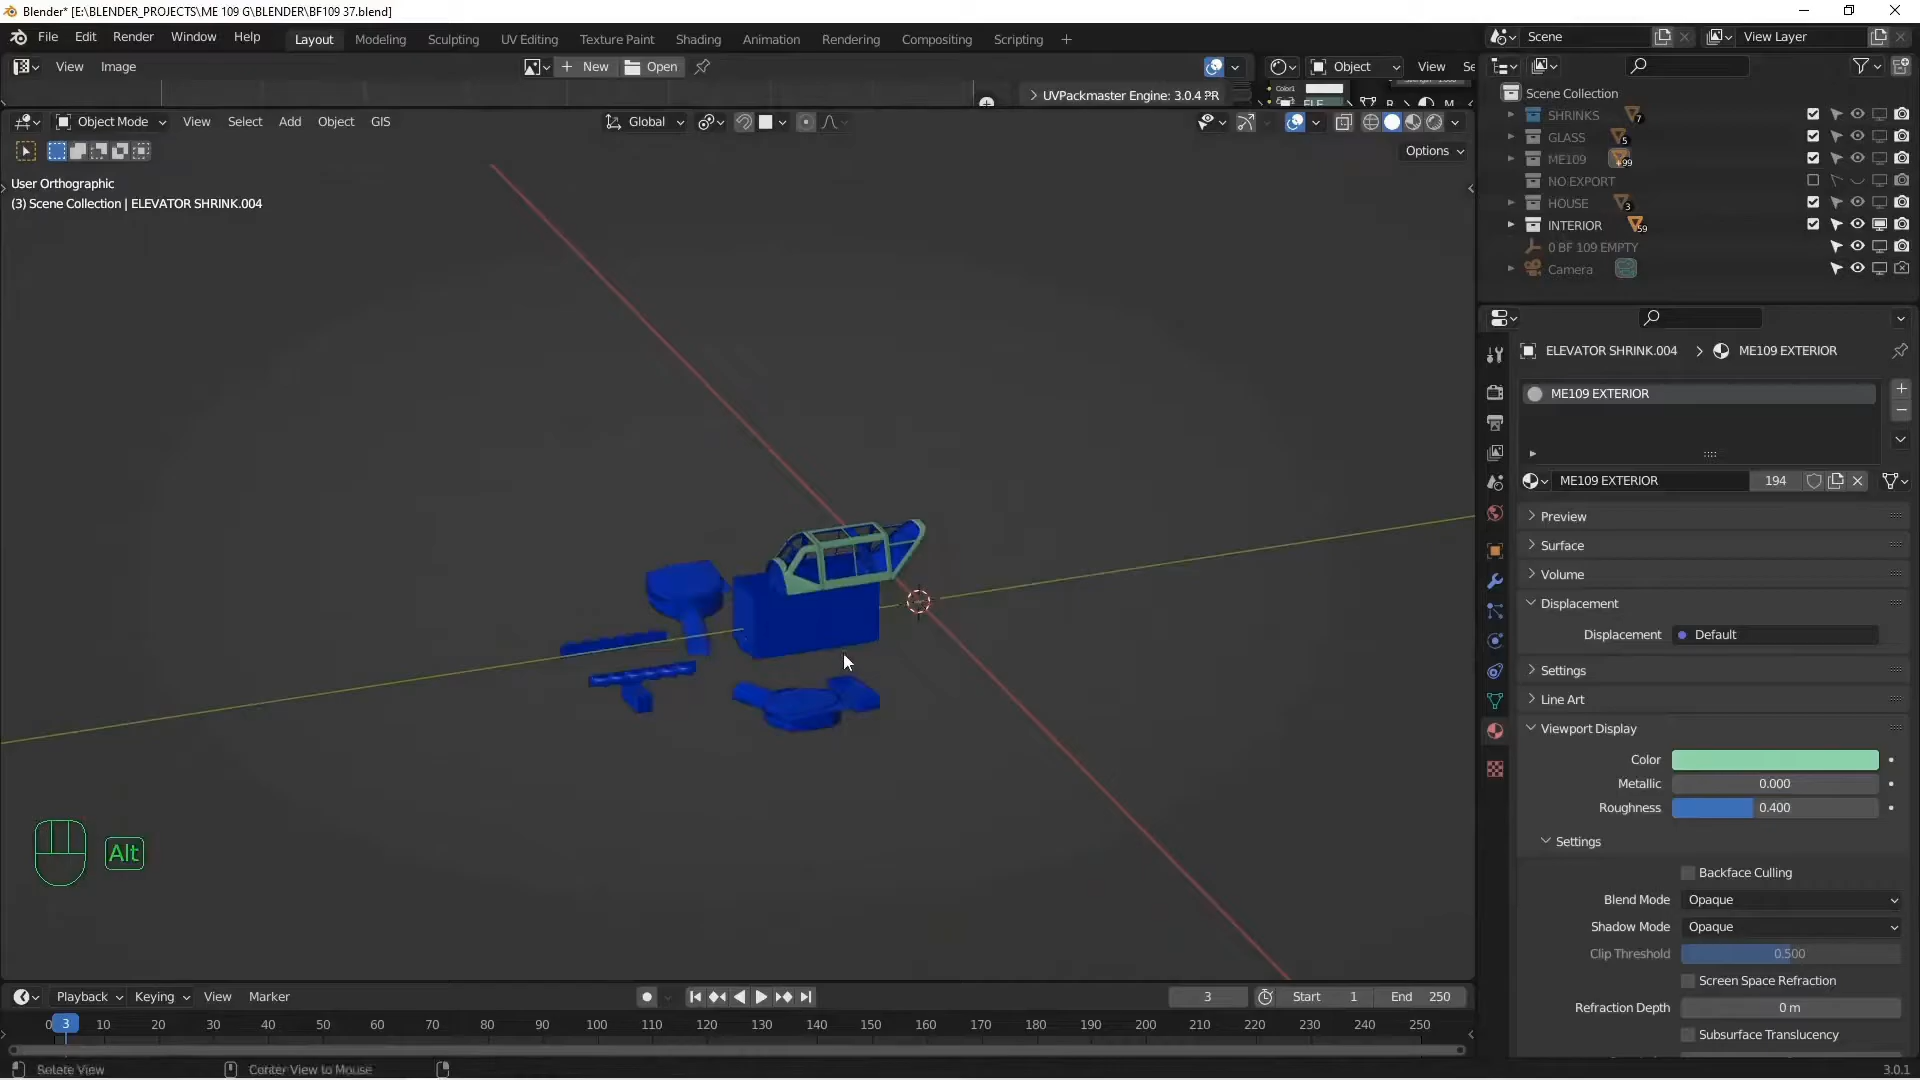 Blender* [E:\BLENDER_PROJECTS\ME 109 G\BLENDER\BF109 37.blend]
File Edit Render Window Help Layout Modeling Sculpting UV Editing Texture Paint Shading Animation Rendering Compositing Scripting + Scene View Layer
View Image New Open Object View Se
UVPackmaster Engine: 3.0.4 PR
Object Mode View Select Add Object GIS Global
Options
User Orthographic
(3) Scene Collection | ELEVATOR SHRINK.004
Scene Collection
SHRINKS 7
GLASS 5
ME109 +99
NO EXPORT
HOUSE 3
INTERIOR 59
0 BF 109 EMPTY
Camera
ELEVATOR SHRINK.004 ME109 EXTERIOR
ME109 EXTERIOR
ME109 EXTERIOR 194
Preview
Surface
Volume
Displacement
Displacement Default
Settings
Line Art
Viewport Display
Color
Metallic 0.000
Roughness 0.400
Settings
Backface Culling
Blend Mode Opaque
Shadow Mode Opaque
Clip Threshold 0.500
Screen Space Refraction
Refraction Depth 0 m
Subsurface Translucency
Alt
Playback Keying View Marker 3 Start 1 End 250
0 3 10 20 30 40 50 60 70 80 90 100 110 120 130 140 150 160 170 180 190 200 210 220 230 240 250
Center View to Mouse 3.0.1